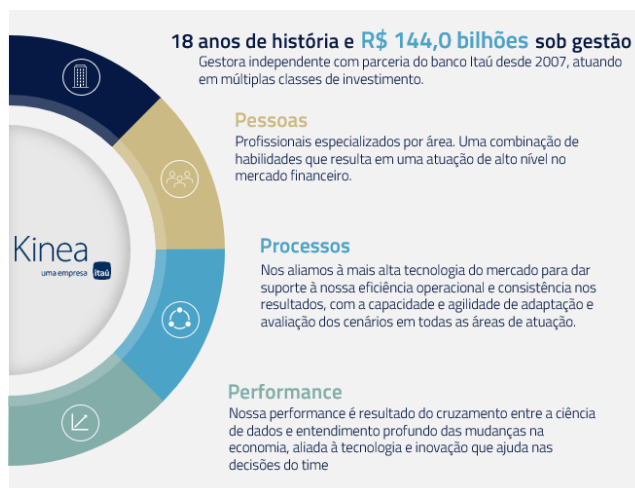 18 anos de história e R$ 144,0 bilhões sob gestão
Gestora independente com parceria do banco Itaú desde 2007, atuando
em múltiplas classes de investimento.
Pessoas
Profissionais especializados por área. Uma combinação de
habilidades que resulta em uma atuação de alto nível no
mercado financeiro.
Kinea
uma empresa itaú
Processos
Nos aliamos à mais alta tecnologia do mercado para dar
suporte à nossa eficiência operacional e consistência nos
resultados, com a capacidade e agilidade de adaptação e
avaliação dos cenários em todas as áreas de atuação.
Performance
Nossa performance é resultado do cruzamento entre a ciência
de dados e entendimento profundo das mudanças na
economia, aliada à tecnologia e inovação que ajuda nas
decisões do time